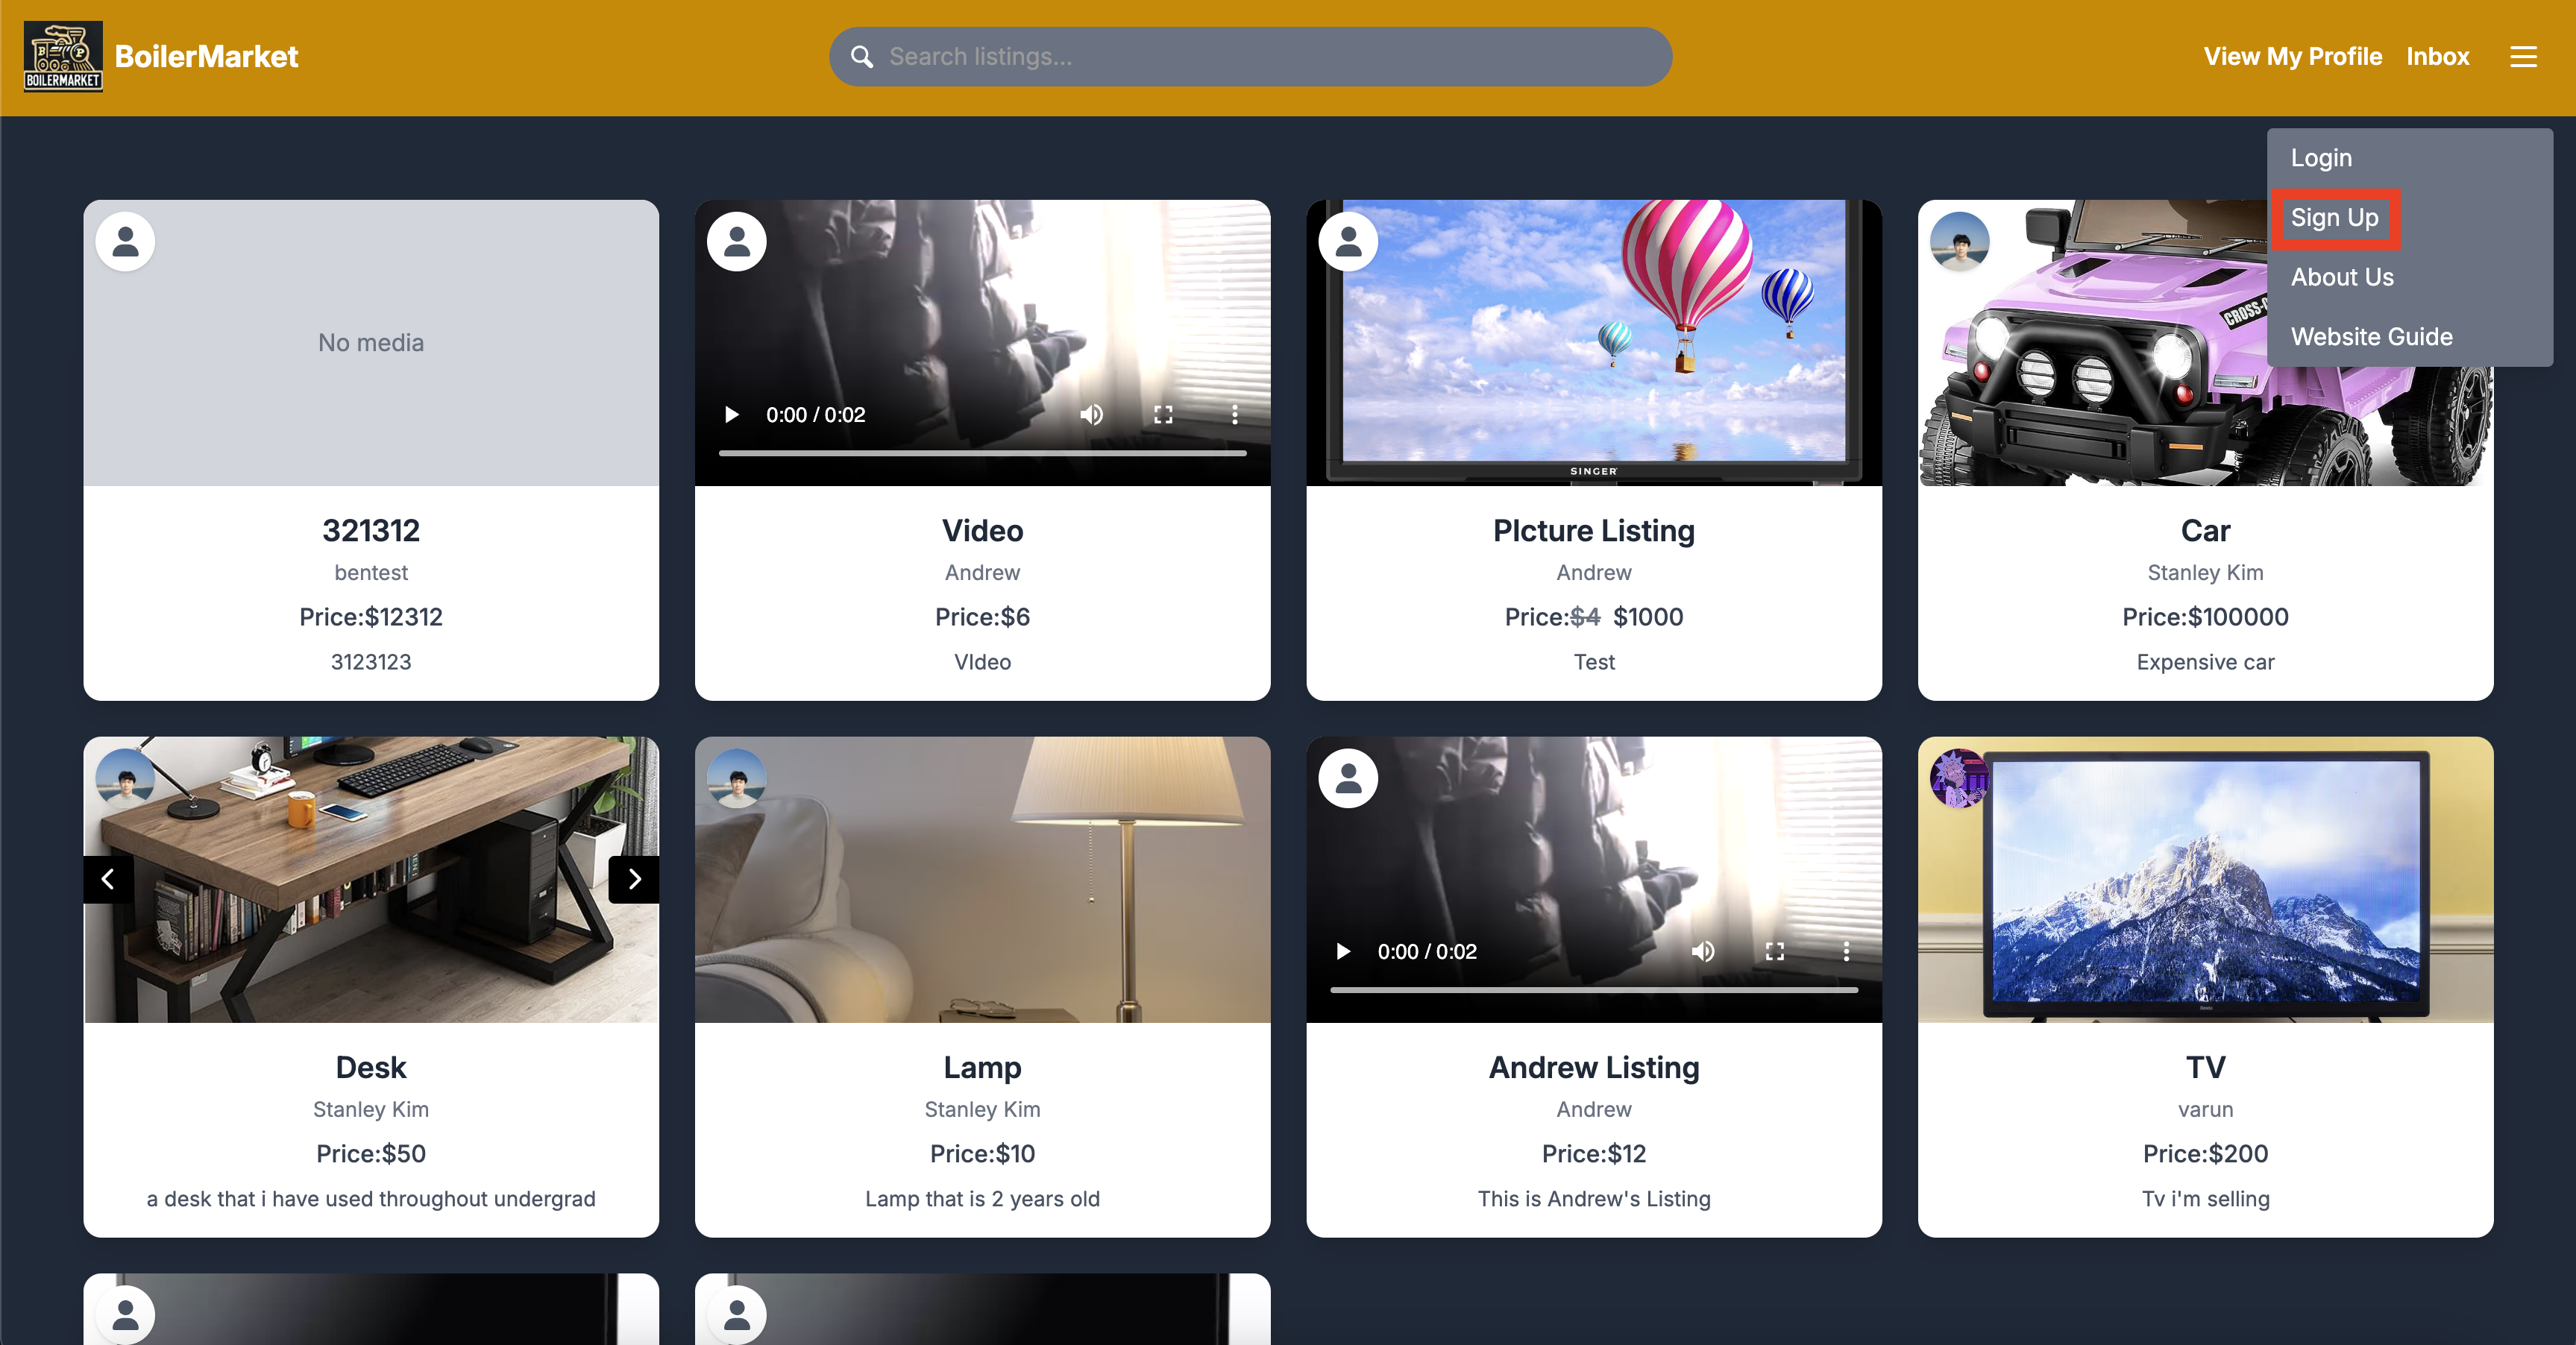 BOILERMARKET
BoilerMarket
Search listings...
View My Profile
Inbox
Login
Sign Up
About Us
Website Guide
No media
0:00 / 0:02
SINGER
CROSS-C
321312
bentest
Price:$12312
3123123
Video
Andrew
Price:$6
VIdeo
PIcture Listing
Andrew
Price:$4 $1000
Test
Car
Stanley Kim
Price:$100000
Expensive car
0:00 / 0:02
Desk
Stanley Kim
Price:$50
a desk that i have used throughout undergrad
Lamp
Stanley Kim
Price:$10
Lamp that is 2 years old
Andrew Listing
Andrew
Price:$12
This is Andrew's Listing
TV
varun
Price:$200
Tv i'm selling